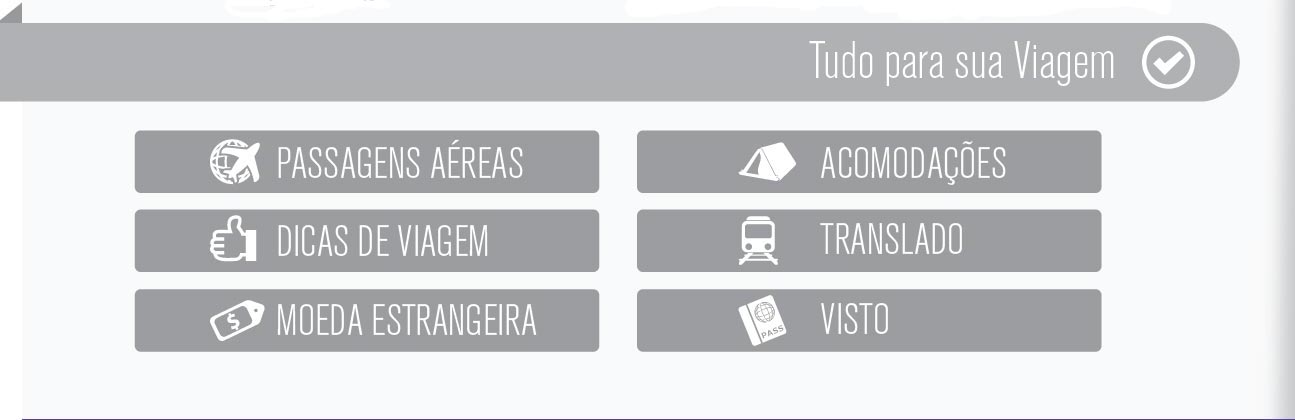 Tudo para sua Viagem
PASSAGENS AÉREAS
ACOMODAÇÕES
DICAS DE VIAGEM
TRANSLADO
MOEDA ESTRANGEIRA
$
VISTO
PASS